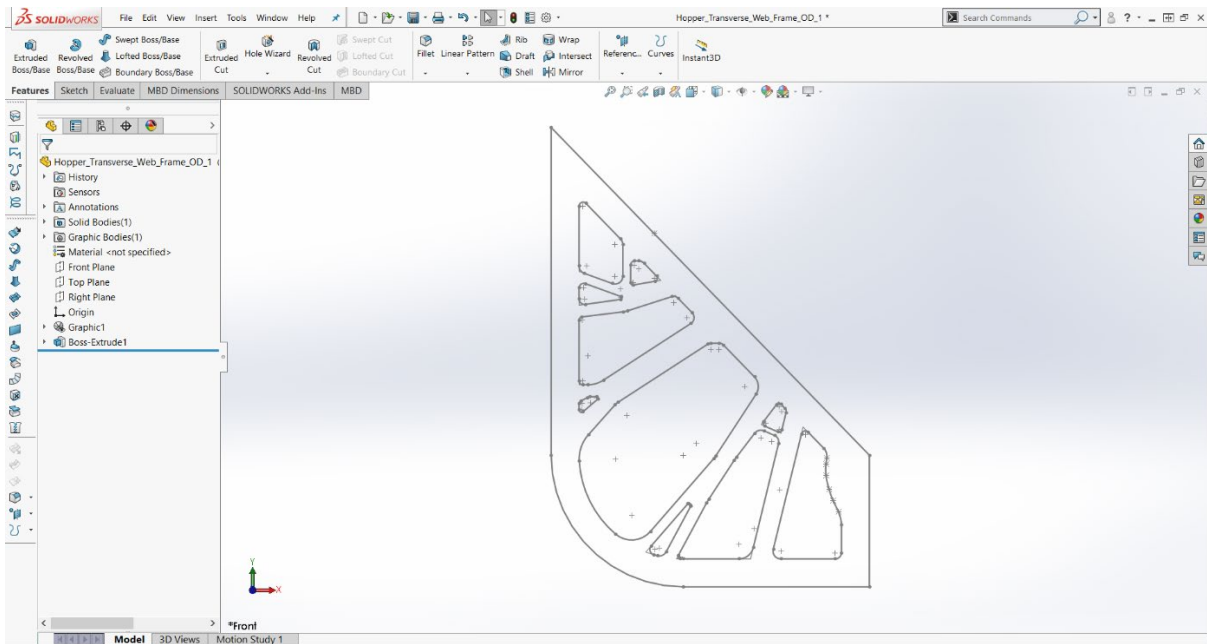 SOLIDWORKS File Edit View Insert Tools Window Help Hopper_Transverse_Web_Frame_OD_1 * Search Commands ?
Extruded Boss/Base
Revolved Boss/Base
Swept Boss/Base
Lofted Boss/Base
Boundary Boss/Base
Extruded Cut
Hole Wizard
Revolved Cut
Swept Cut
Lofted Cut
Boundary Cut
Fillet
Linear Pattern
Rib
Draft
Shell
Wrap
Intersect
Mirror
Referenc...
Curves
Instant3D
Features Sketch Evaluate MBD Dimensions SOLIDWORKS Add-Ins MBD
Hopper_Transverse_Web_Frame_OD_1 (
History
Sensors
Annotations
Solid Bodies(1)
Graphic Bodies(1)
Material <not specified>
Front Plane
Top Plane
Right Plane
Origin
Graphic1
Boss-Extrude1
Y
X
*Front
Model 3D Views Motion Study 1